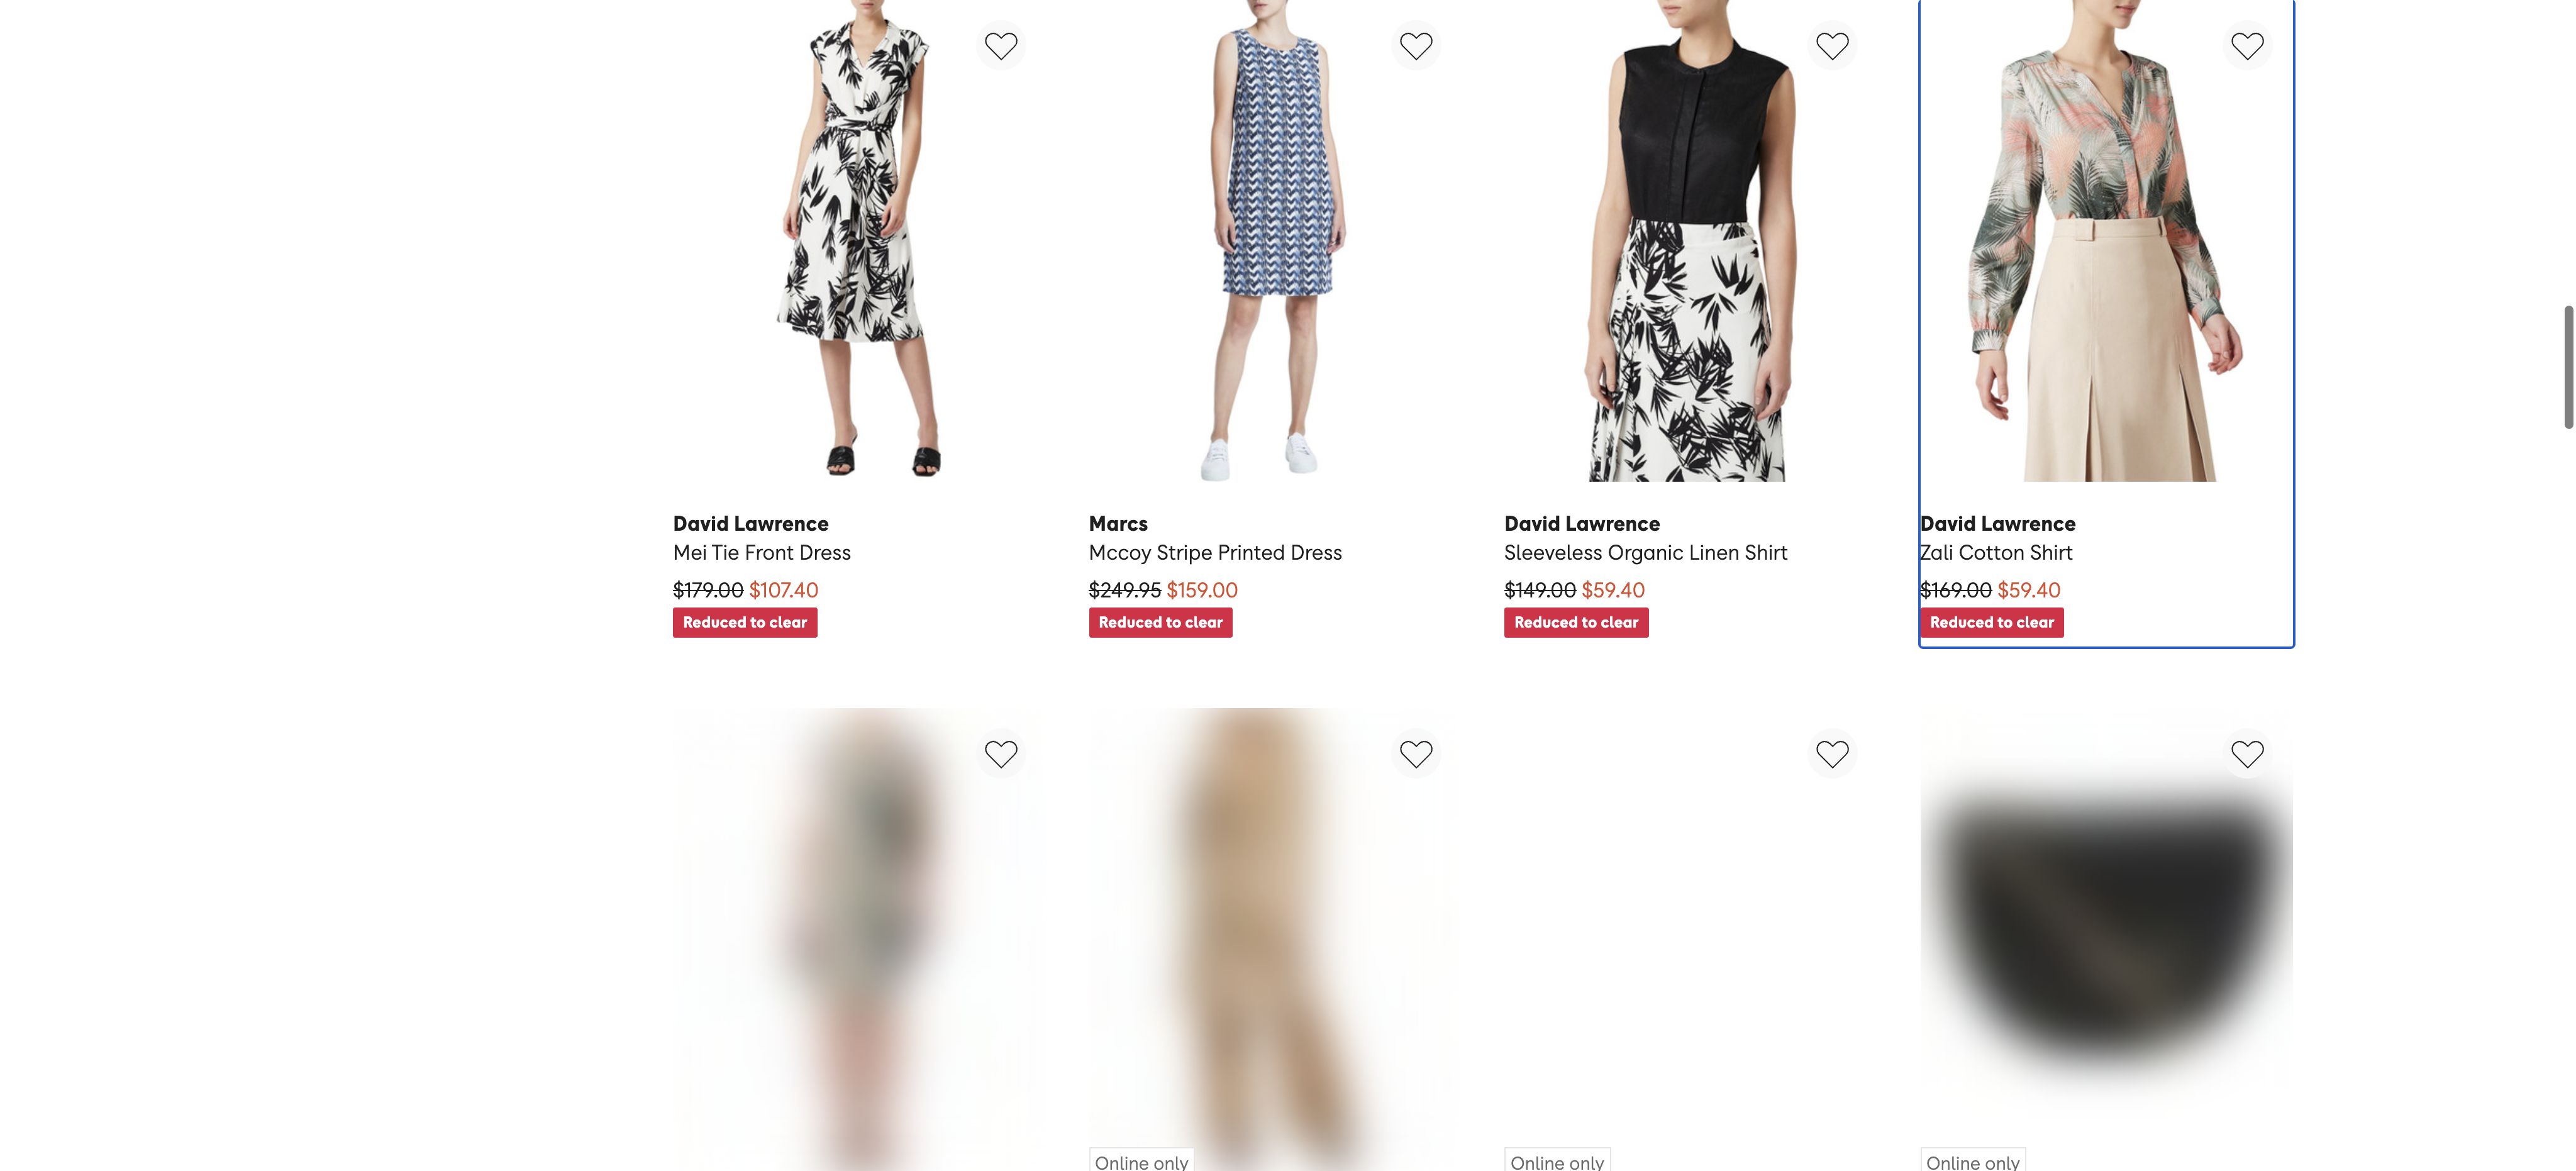 David Lawrence
Mei Tie Front Dress
$179.00 $107.40
Reduced to clear
Marcs
Mccoy Stripe Printed Dress
$249.95 $159.00
Reduced to clear
David Lawrence
Sleeveless Organic Linen Shirt
$149.00 $59.40
Reduced to clear
David Lawrence
Zali Cotton Shirt
$169.00 $59.40
Reduced to clear
Online only
Online only
Online only